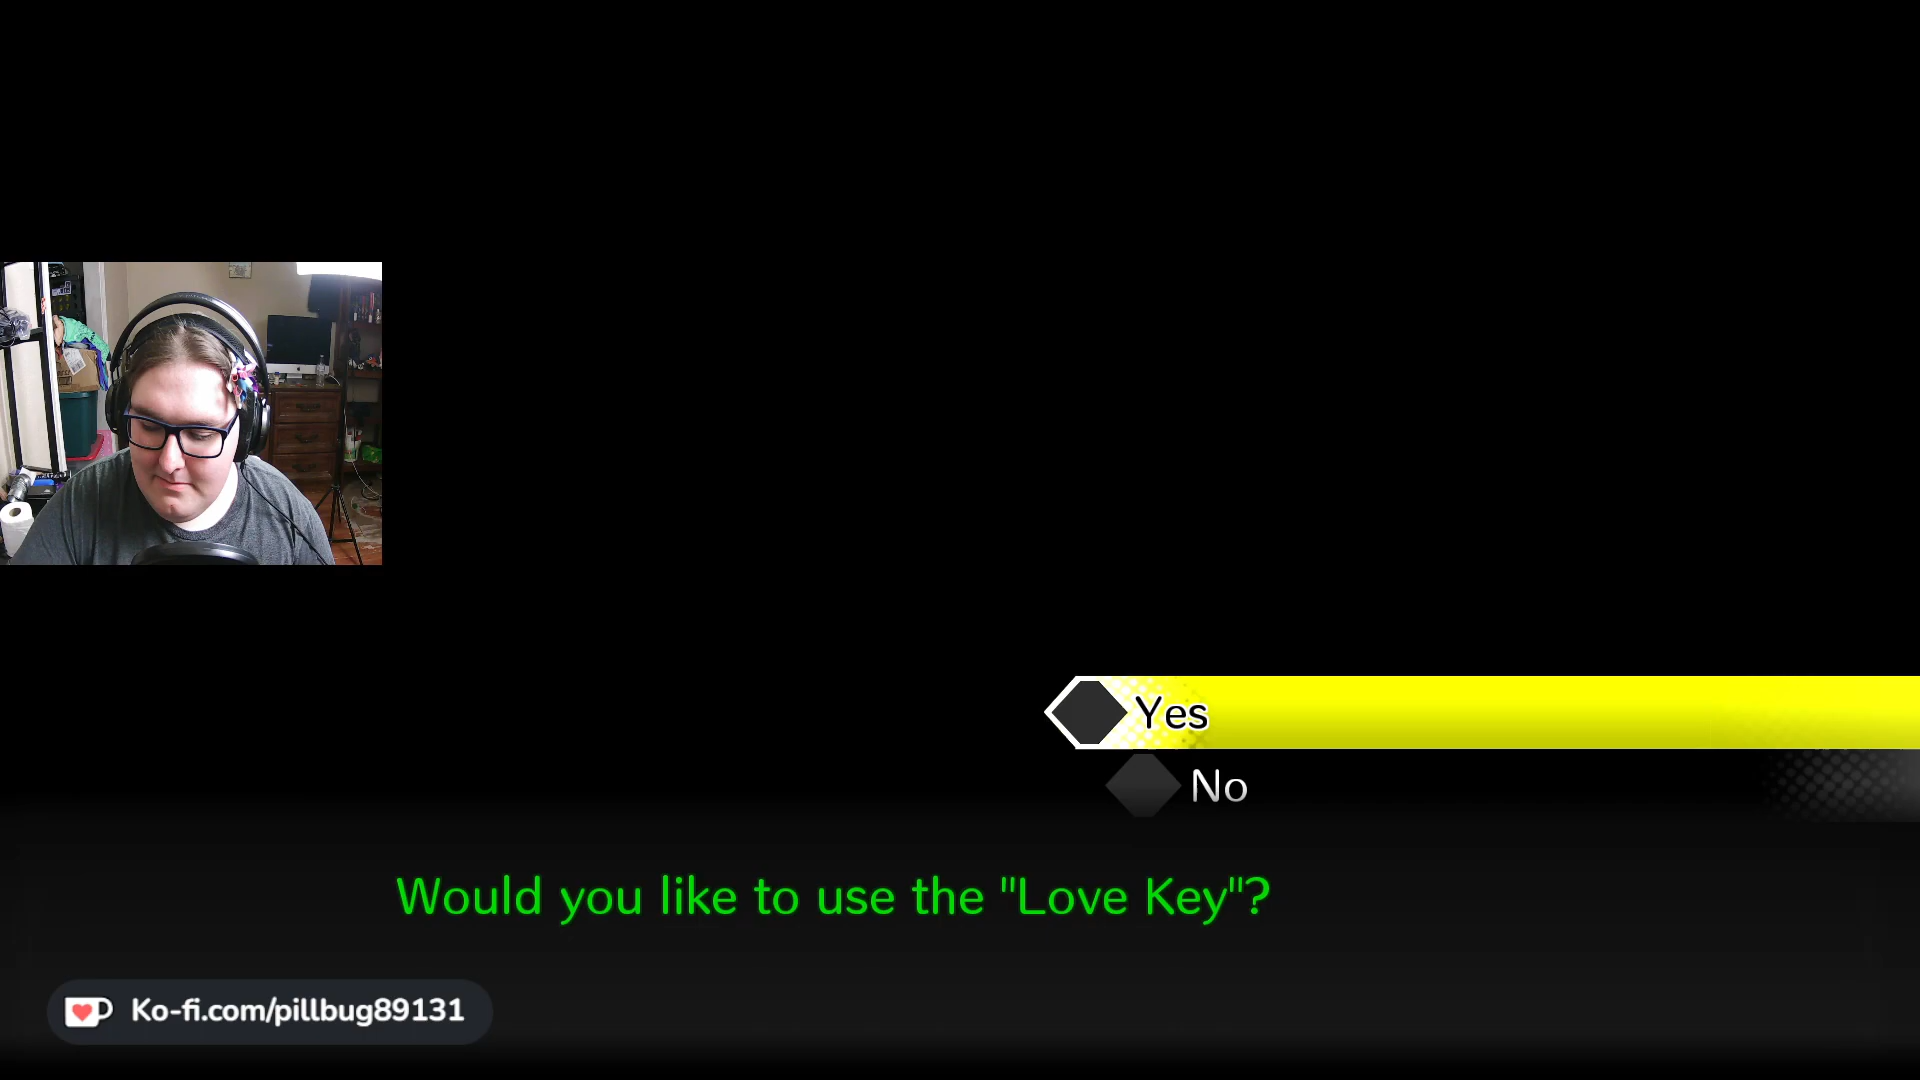 Yes
No
Would you like to use the "Love Key"?
Ko-fi.com/pillbug89131